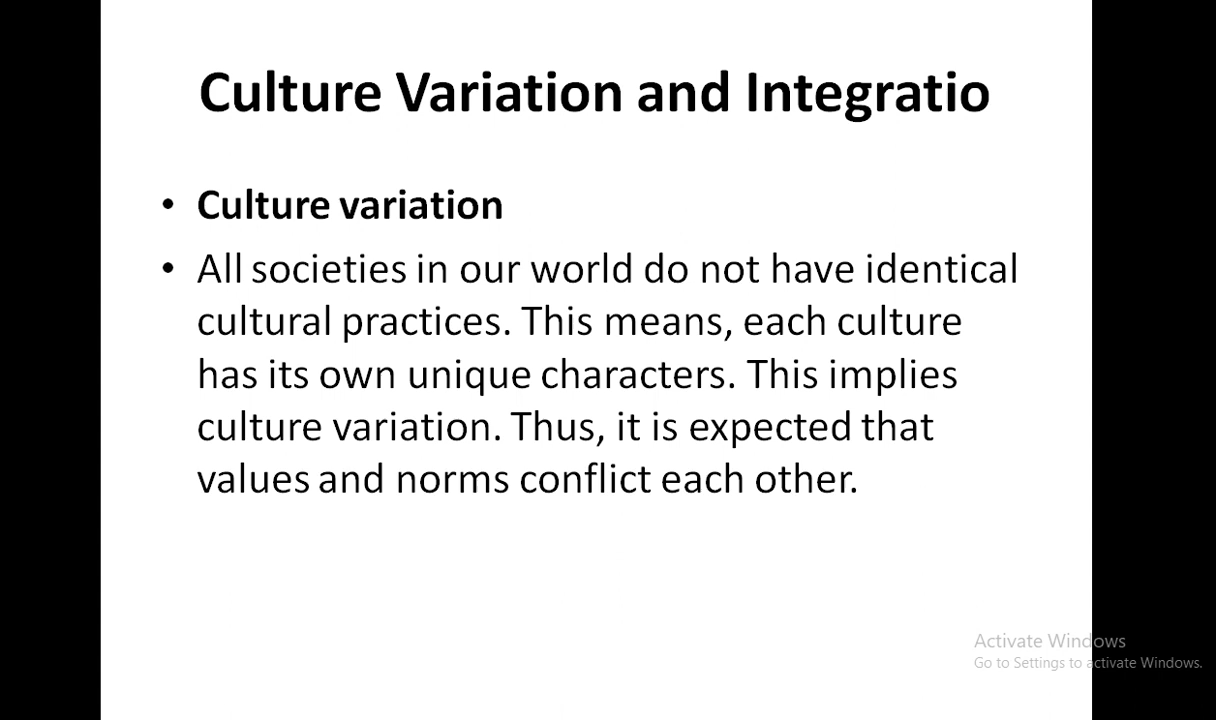 Culture Variation and Integratio
• Culture variation
• All societies in our world do not have identical
cultural practices. This means, each culture
has its own unique characters. This implies
culture variation. Thus, it is expected that
values and norms conflict each other.
Activate Windows
Go to Settings to activate Windows.